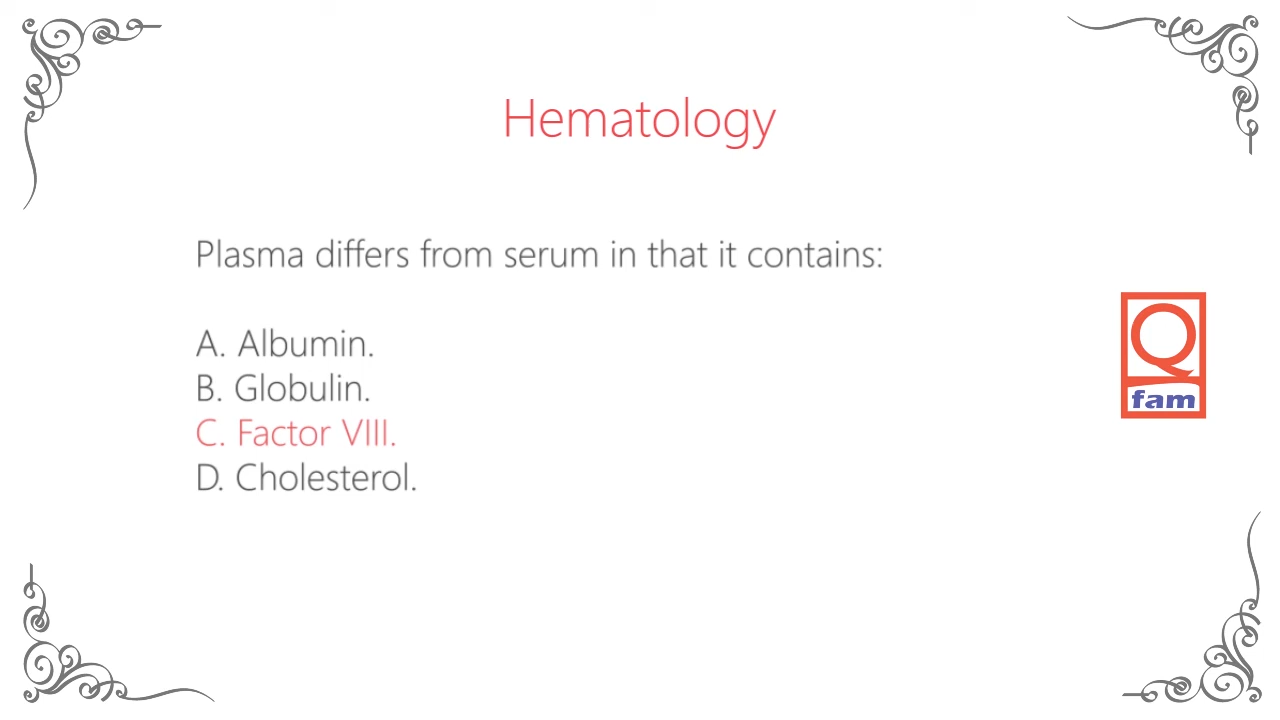 Hematology
Plasma differs from serum in that it contains:
A. Albumin.
B. Globulin.
C. Factor VIII.
D. Cholesterol.
Q
fam